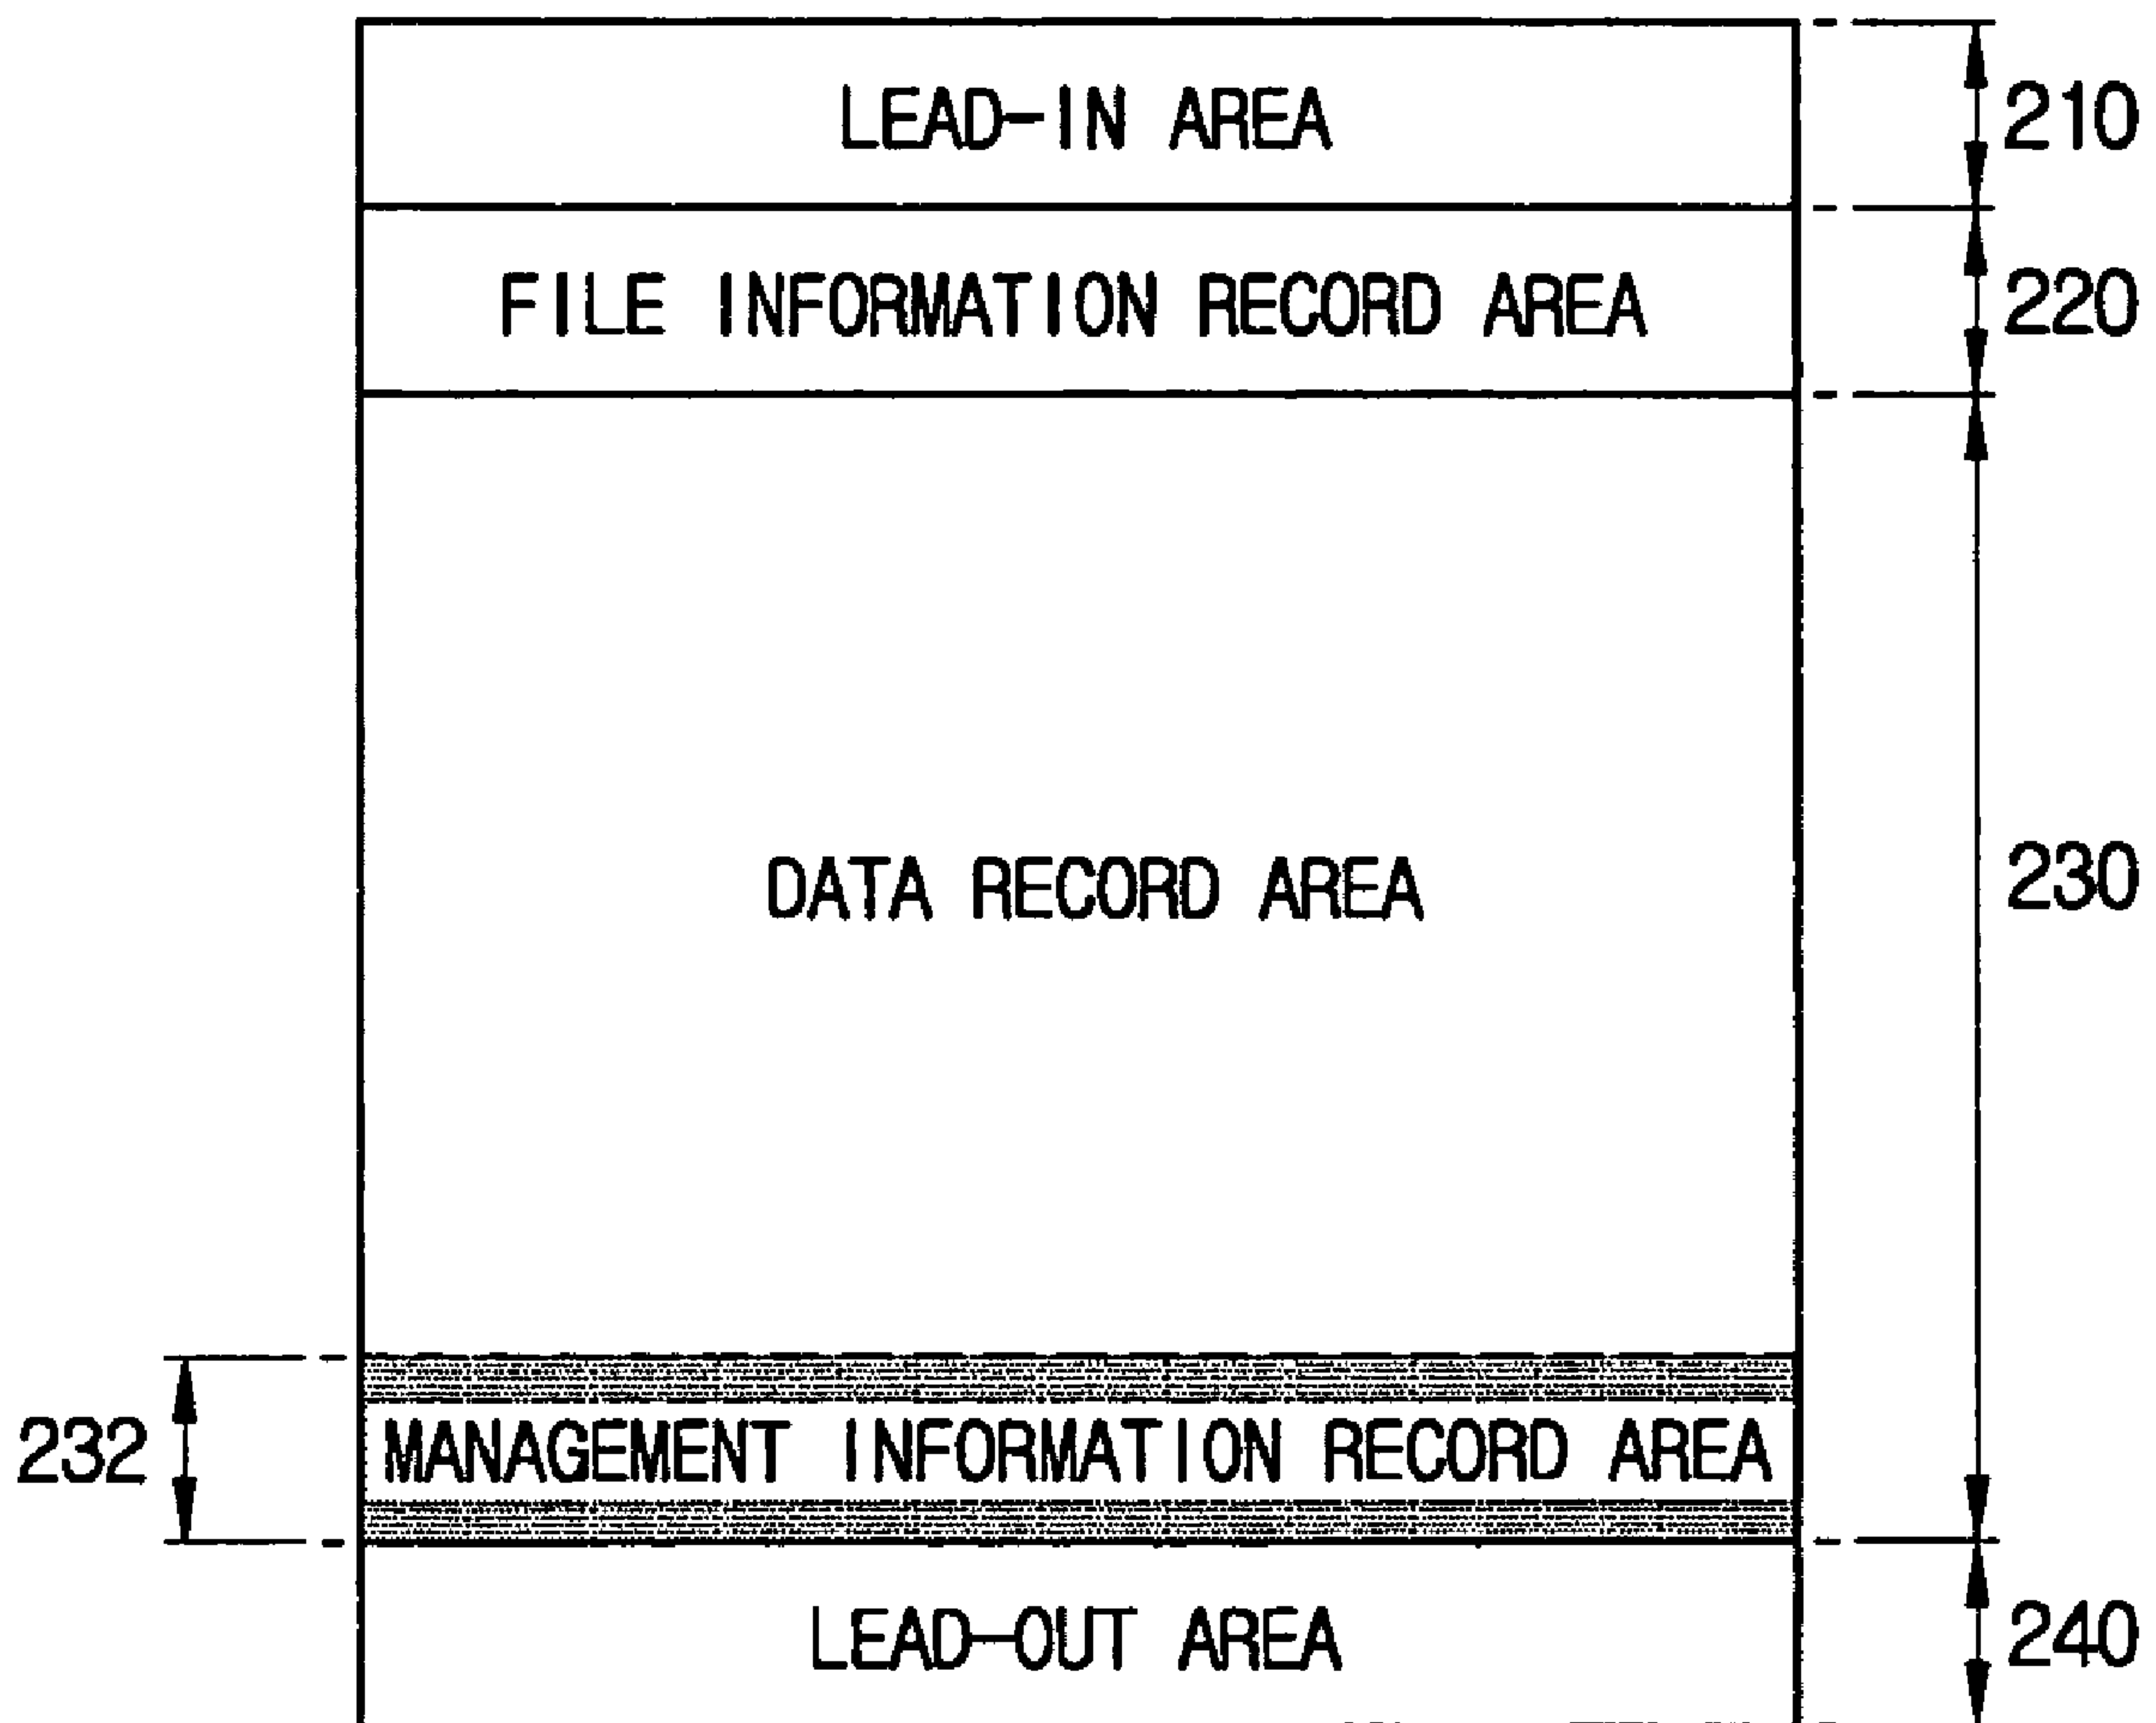 LEAD-IN AREA
210
FILE INFORMATION RECORD AREA
220
DATA RECORD AREA
230
232
MANAGEMENT INFORMATION RECORD AREA
LEAD-OUT AREA
240